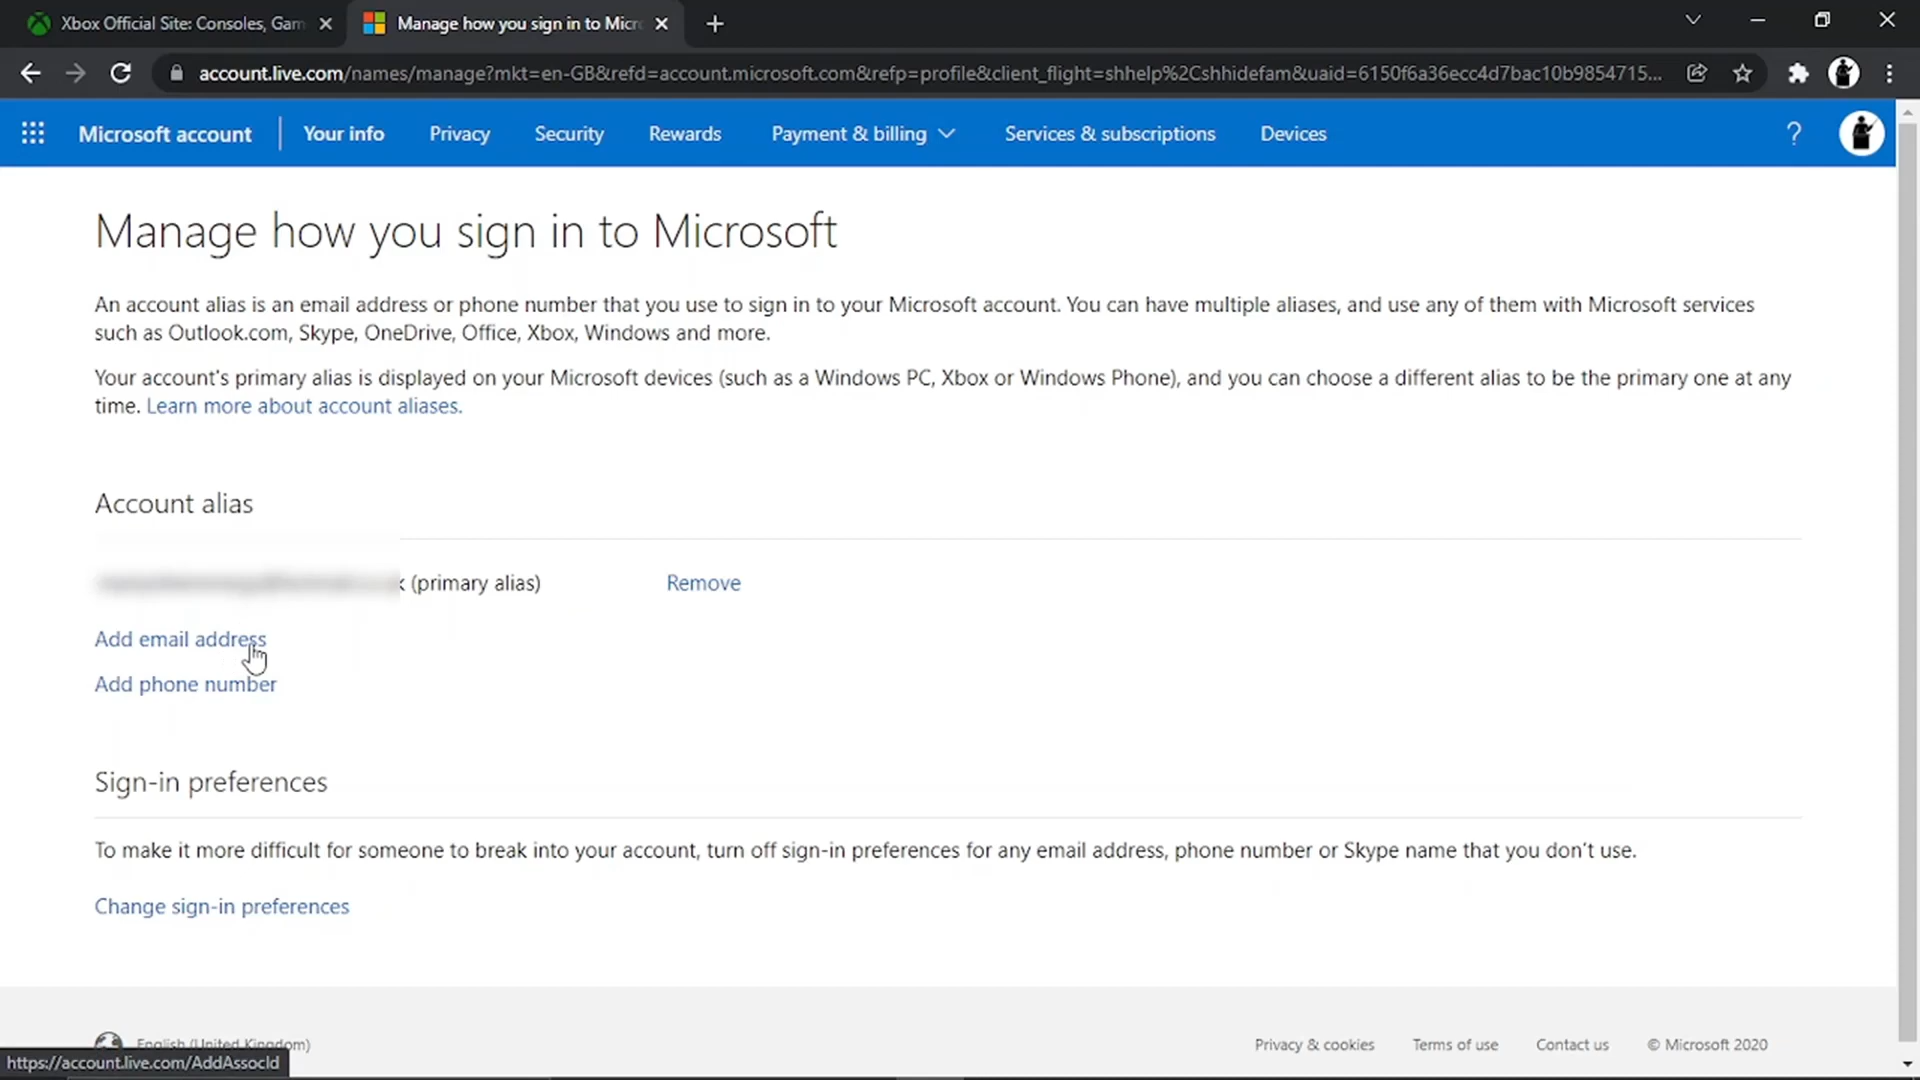 Xbox Official Site: Consoles, Gam
Manage how you sign in to Micr
account.live.com/names/manage?mkt=en-GB&refd=account.microsoft.com&refp=profile&client_flight=shhelp%2Cshhidefam&uaid=6150f6a36ecc4d7bac10b9854715...
Microsoft account
Your info
Privacy
Security
Rewards
Payment & billing
Services & subscriptions
Devices
?
Manage how you sign in to Microsoft
An account alias is an email address or phone number that you use to sign in to your Microsoft account. You can have multiple aliases, and use any of them with Microsoft services
such as Outlook.com, Skype, OneDrive, Office, Xbox, Windows and more.
Your account's primary alias is displayed on your Microsoft devices (such as a Windows PC, Xbox or Windows Phone), and you can choose a different alias to be the primary one at any
time. Learn more about account aliases.
Account alias
k (primary alias)
Remove
Add email address
Add phone number
Sign-in preferences
To make it more difficult for someone to break into your account, turn off sign-in preferences for any email address, phone number or Skype name that you don't use.
Change sign-in preferences
English (United Kingdom)
Privacy & cookies
Terms of use
Contact us
© Microsoft 2020
https://account.live.com/AddAssocId